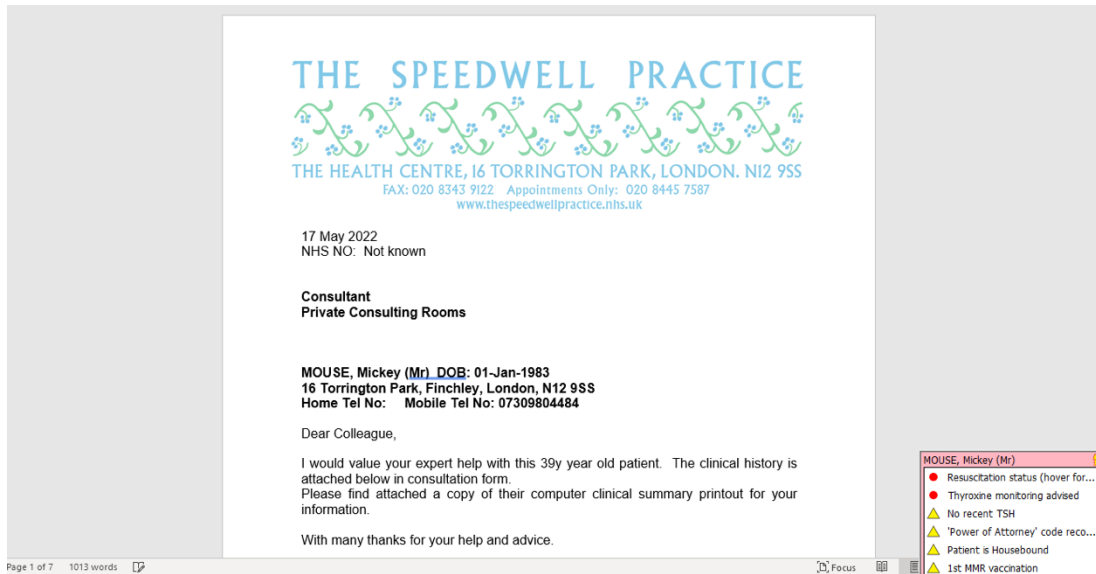 THE SPEEDWELL PRACTICE
THE HEALTH CENTRE, 16 TORRINGTON PARK, LONDON. N12 9SS
FAX: 020 8343 9122 Appointments Only: 020 8445 7587
www.thespeedwellpractice.nhs.uk
17 May 2022
NHS NO: Not known
Consultant
Private Consulting Rooms
MOUSE, Mickey (Mr) DOB: 01-Jan-1983
16 Torrington Park, Finchley, London, N12 9SS
Home Tel No: Mobile Tel No: 07309804484
Dear Colleague,
I would value your expert help with this 39y year old patient. The clinical history is
attached below in consultation form.
Please find attached a copy of their computer clinical summary printout for your
information.
With many thanks for your help and advice.
MOUSE, Mickey (Mr)
Resuscitation status (hover for...
Thyroxine monitoring advised
No recent TSH
'Power of Attorney' code reco...
Patient is Housebound
1st MMR vaccination
Page 1 of 7 1013 words Focus